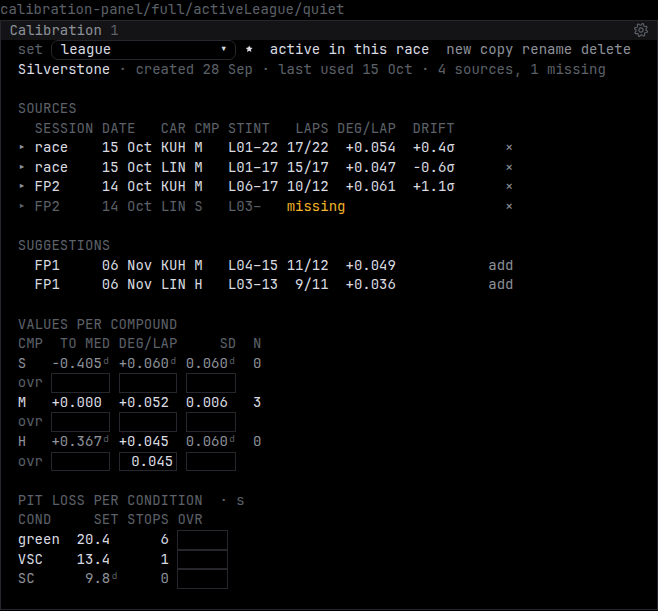 calibration-panel/full/activeLeague/quiet
Calibration 1
set league ▾ ★ active in this race new copy rename delete
Silverstone · created 28 Sep · last used 15 Oct · 4 sources, 1 missing
SOURCES
SESSION DATE CAR CMP STINT LAPS DEG/LAP DRIFT
▸ race 15 Oct KUH M L01–22 17/22 +0.054 +0.4σ ×
▸ race 15 Oct LIN M L01–17 15/17 +0.047 -0.6σ ×
▸ FP2 14 Oct KUH M L06–17 10/12 +0.061 +1.1σ ×
▸ FP2 14 Oct LIN S L03– missing ×
SUGGESTIONS
FP1 06 Nov KUH M L04–15 11/12 +0.049 add
FP1 06 Nov LIN H L03–13 9/11 +0.036 add
VALUES PER COMPOUND
CMP TO MED DEG/LAP SD N
S -0.405ᵈ +0.060ᵈ 0.060ᵈ 0
ovr
M +0.000 +0.052 0.006 3
ovr
H +0.367ᵈ +0.045 0.060ᵈ 0
ovr 0.045
PIT LOSS PER CONDITION · s
COND SET STOPS OVR
green 20.4 6
VSC 13.4 1
SC 9.8ᵈ 0